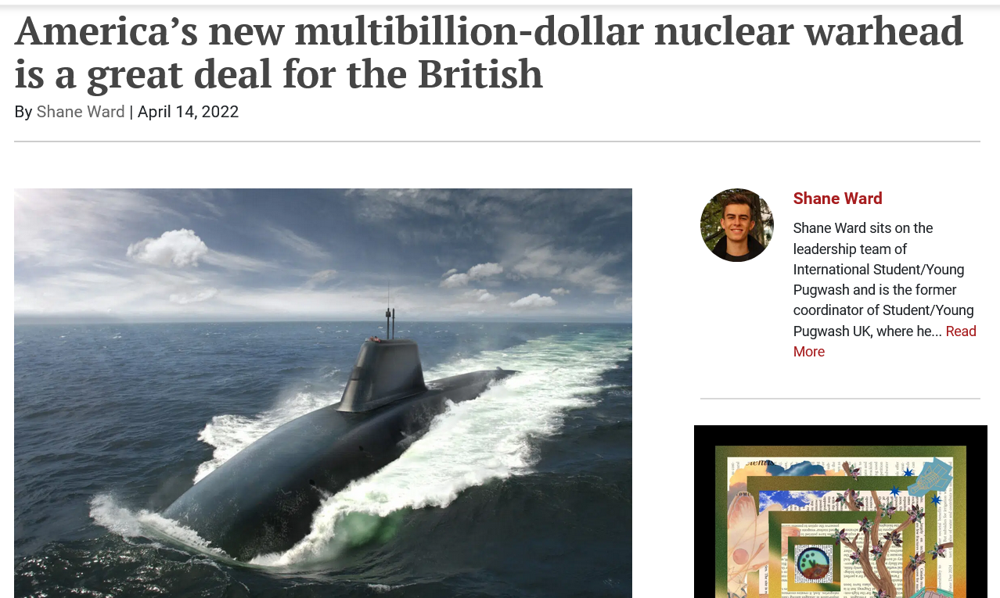 America’s new multibillion-dollar nuclear warhead
is a great deal for the British
By Shane Ward | April 14, 2022
Shane Ward
Shane Ward sits on the
leadership team of
International Student/Young
Pugwash and is the former
coordinator of Student/Young
Pugwash UK, where he... Read
More